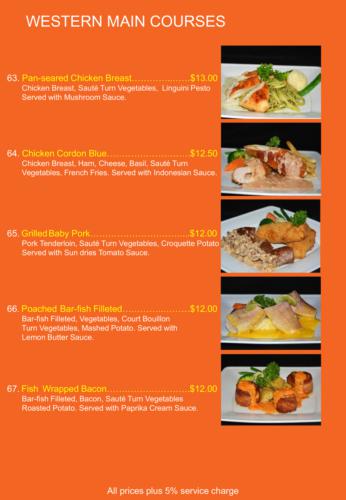 WESTERN MAIN COURSES
63. Pan-seared Chicken Breast……………….$13.00
Chicken Breast, Sauté Turn Vegetables, Linguini Pesto
Served with Mushroom Sauce.
64. Chicken Cordon Blue……………………….$12.50
Chicken Breast, Ham, Cheese, Basil. Sauté Turn
Vegetables, French Fries. Served with Indonesian Sauce.
65. Grilled Baby Pork…………………………..$12.00
Pork Tenderloin, Sauté Turn Vegetables, Croquette Potato
Served with Sun dries Tomato Sauce.
66. Poached Bar-fish Filleted………………….$12.00
Bar-fish Filleted, Vegetables, Court Bouillon
Turn Vegetables, Mashed Potato. Served with
Lemon Butter Sauce.
67. Fish Wrapped Bacon……………………….$12.00
Bar-fish Filleted, Bacon, Sauté Turn Vegetables
Roasted Potato. Served with Paprika Cream Sauce.
All prices plus 5% service charge